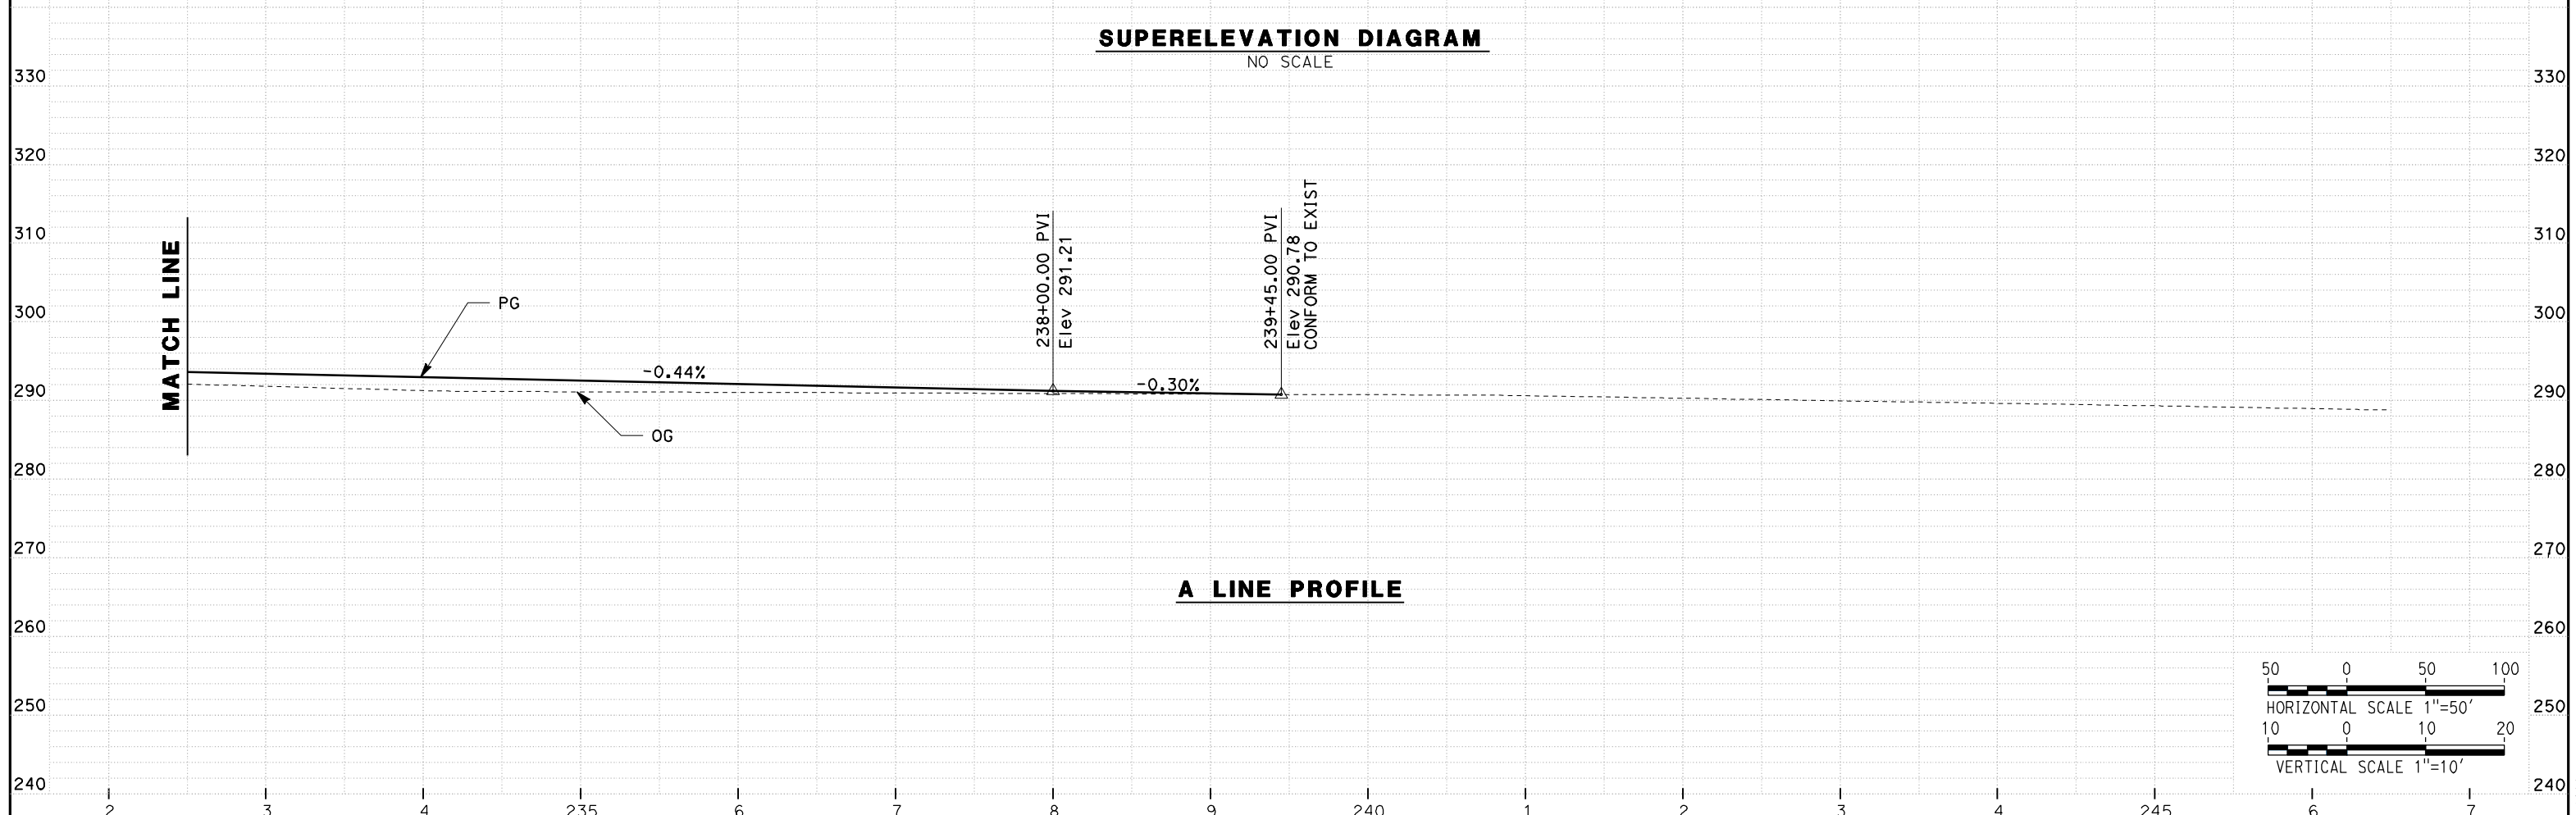 SUPERELEVATION DIAGRAM
NO SCALE
330 330
320 320
310 310
300 300
290 290
280 280
270 270
260 260
250 250
240 240
MATCH LINE
PG
OG
-0.44%
238+00.00 PVI
Elev 291.21
-0.30%
239+45.00 PVI
Elev 290.78
CONFORM TO EXIST
A LINE PROFILE
50 0 50 100
HORIZONTAL SCALE 1"=50'
10 0 10 20
VERTICAL SCALE 1"=10'
2 3 4 235 6 7 8 9 240 1 2 3 4 245 6 7